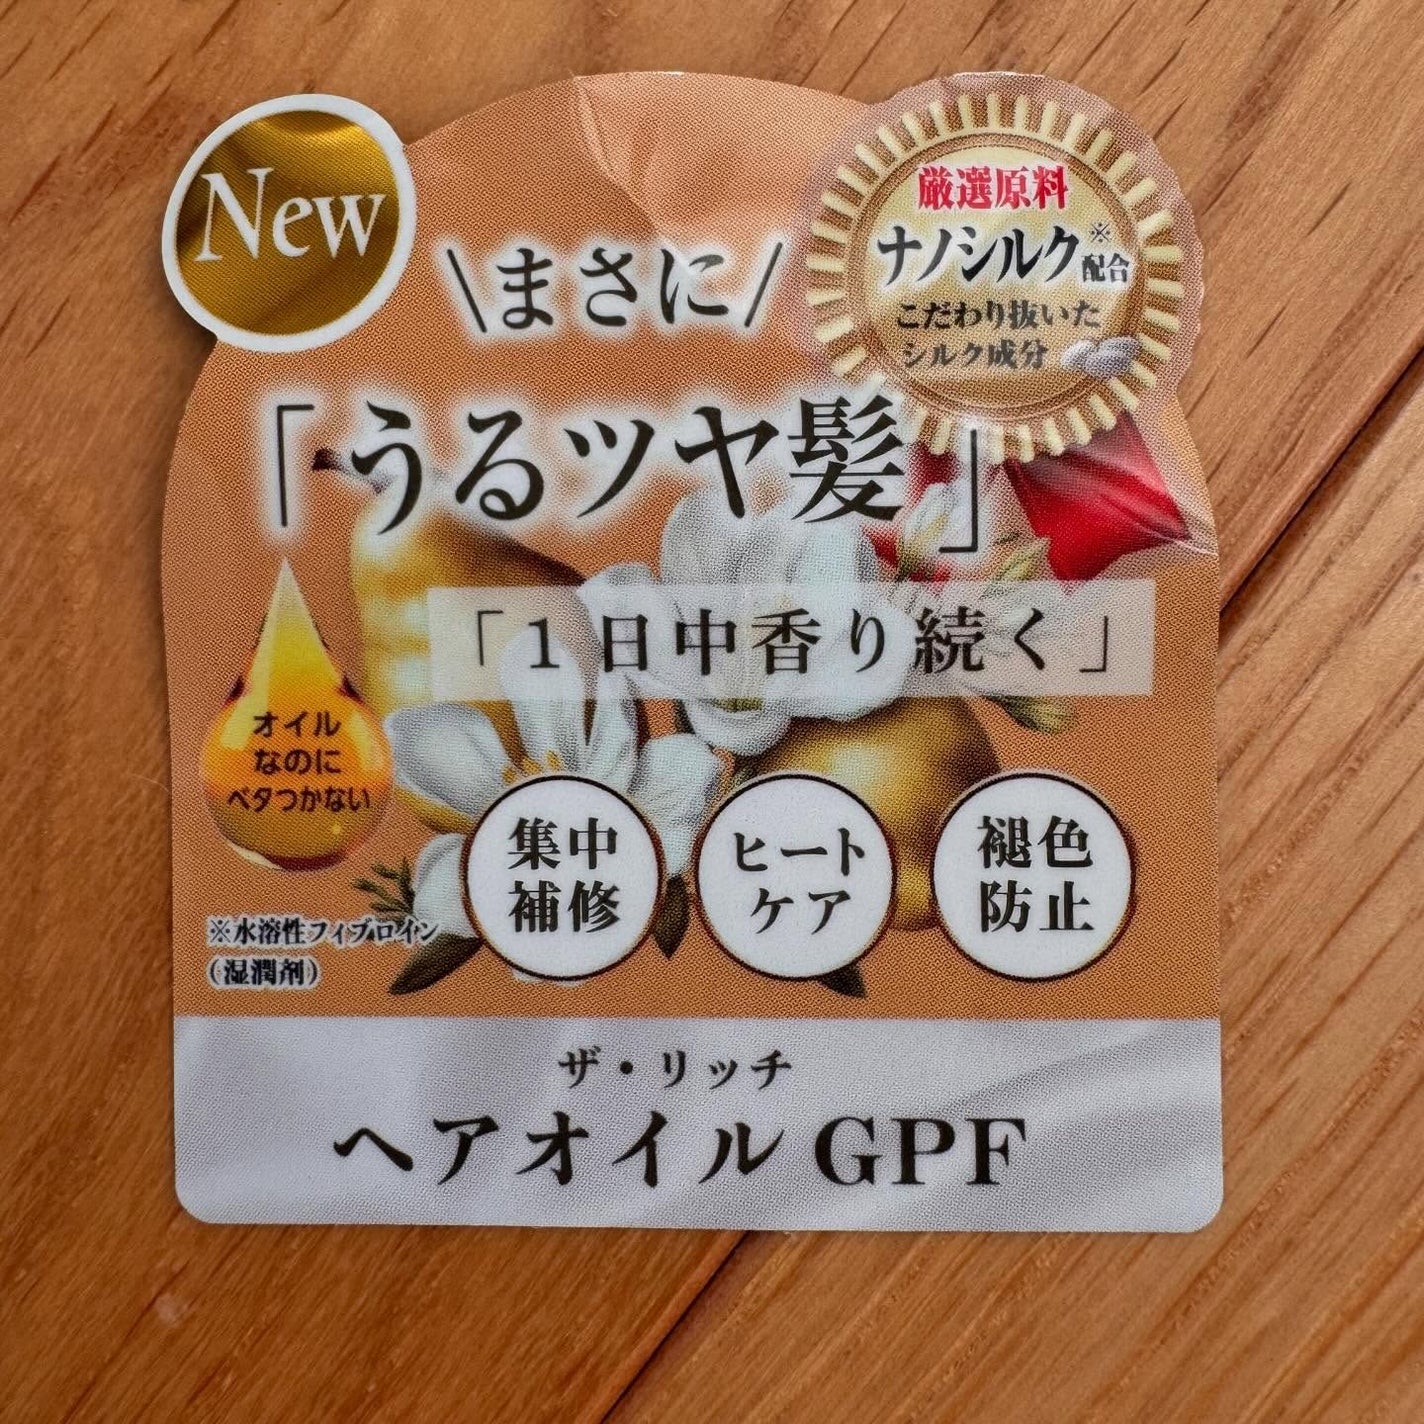 New
厳選原料
ナノシルク※配合
こだわり抜いた
シルク成分
\まさに/
「うるツヤ髪」
「1日中香り続く」
オイル
なのに
ベタつかない
集中
補修
ヒート
ケア
褪色
防止
※水溶性フィブロイン
(湿潤剤)
ザ・リッチ
ヘアオイルGPF